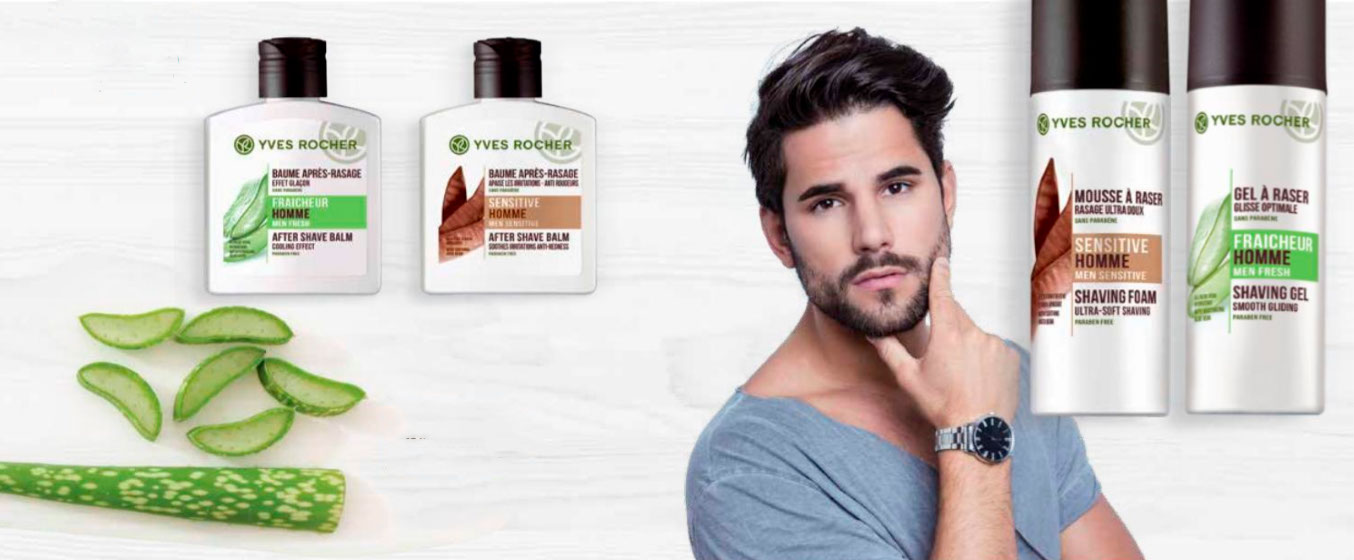 YVES ROCHER
BAUME APRÈS-RASAGE
EFFET GLAÇON
SANS PARABÈNE
FRAICHEUR
HOMME
MEN FRESH
AFTER SHAVE BALM
COOLING EFFECT
PARABEN FREE
YVES ROCHER
BAUME APRÈS-RASAGE
APAISE LES IRRITATIONS - ANTI ROUGEURS
SANS PARABÈNE
SENSITIVE
HOMME
MEN SENSITIVE
AFTER SHAVE BALM
SOOTHES IRRITATIONS ANTI-REDNESS
PARABEN FREE
YVES ROCHER
MOUSSE À RASER
RASAGE ULTRA DOUX
SANS PARABÈNE
SENSITIVE
HOMME
MEN SENSITIVE
SHAVING FOAM
ULTRA-SOFT SHAVING
PARABEN FREE
YVES ROCHER
GEL À RASER
GLISSE OPTIMALE
SANS PARABÈNE
FRAICHEUR
HOMME
MEN FRESH
SHAVING GEL
SMOOTH GLIDING
PARABEN FREE